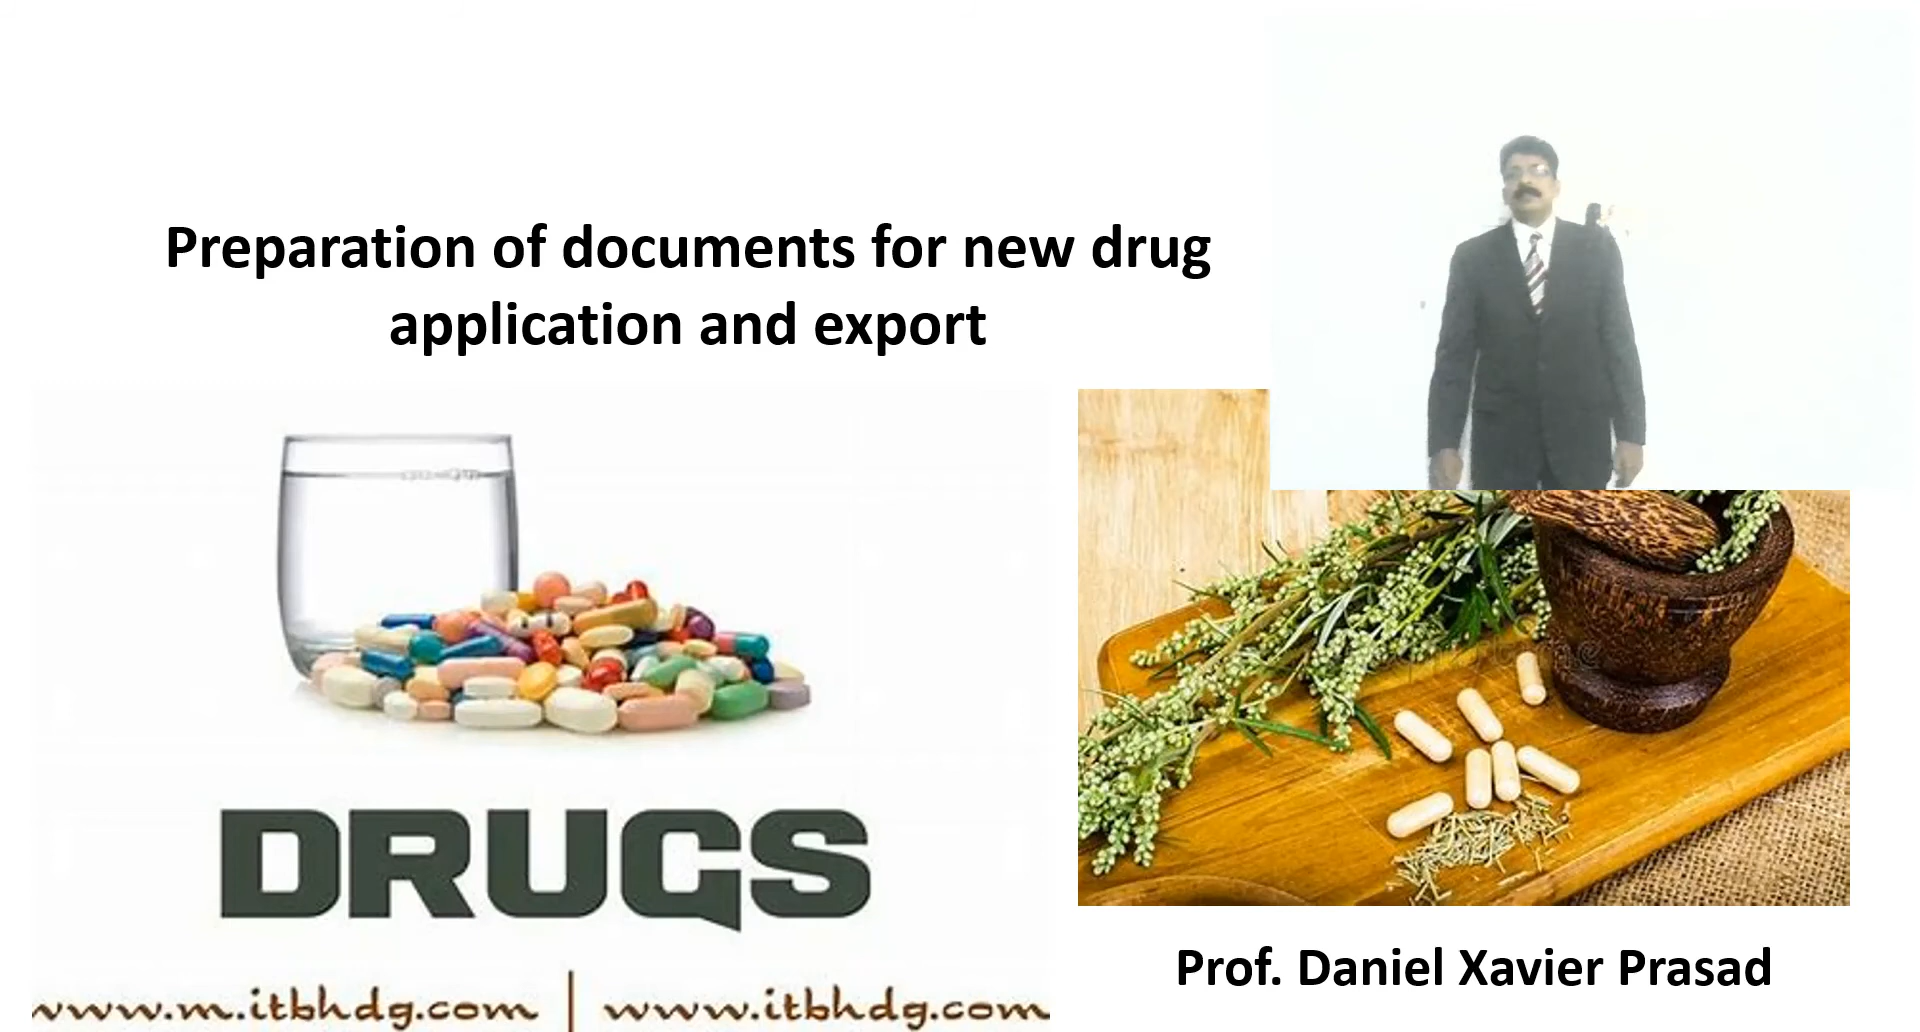 Preparation of documents for new drug
application and export
DRUGS
www.m.itbhdg.com | www.itbhdg.com
Prof. Daniel Xavier Prasad